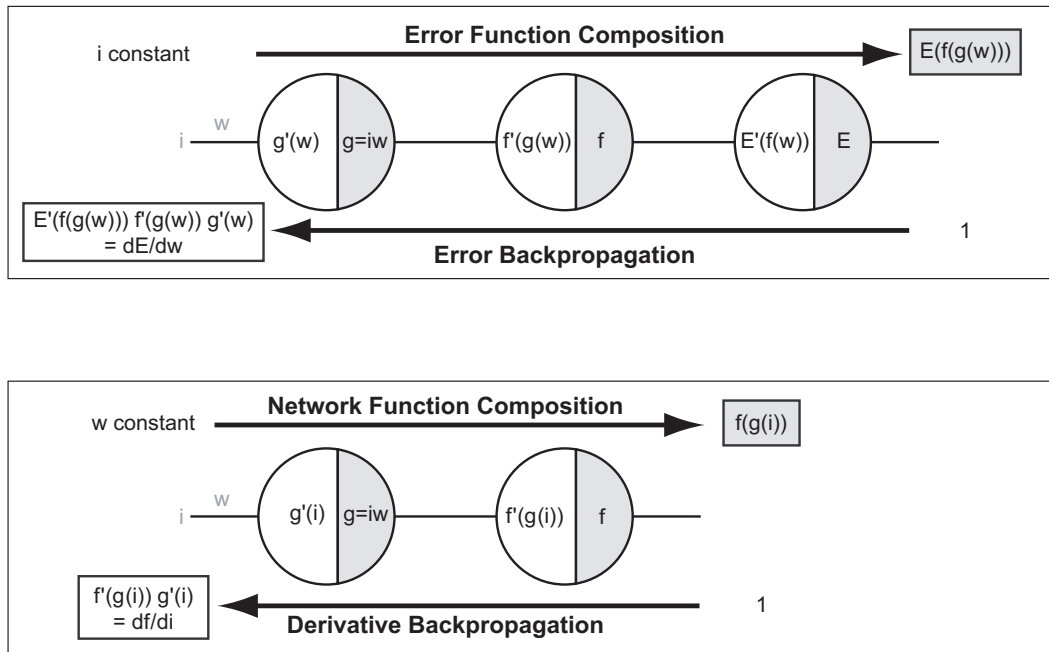 Error Function Composition
i constant
E(f(g(w)))
w
i
g'(w)
g=iw
f'(g(w))
f
E'(f(w))
E
E'(f(g(w))) f'(g(w)) g'(w)
= dE/dw
1
Error Backpropagation
Network Function Composition
w constant
f(g(i))
w
i
g'(i)
g=iw
f'(g(i))
f
f'(g(i)) g'(i)
= df/di
1
Derivative Backpropagation